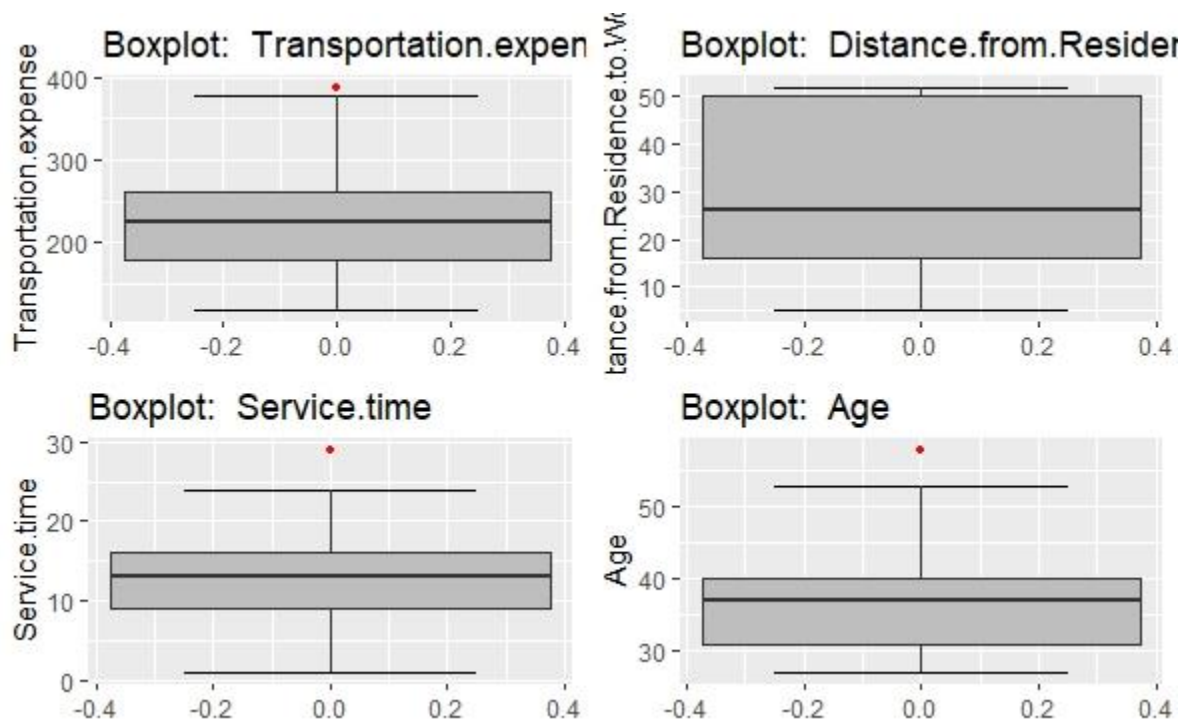 Boxplot: Transportation.expen
Transportation.expense
400
300
200
-0.4 -0.2 0.0 0.2 0.4
Boxplot: Distance.from.Residen
tance.from.Residence.to.Wo
50
40
30
20
10
-0.4 -0.2 0.0 0.2 0.4
Boxplot: Service.time
Service.time
30
20
10
0
-0.4 -0.2 0.0 0.2 0.4
Boxplot: Age
Age
50
40
30
-0.4 -0.2 0.0 0.2 0.4